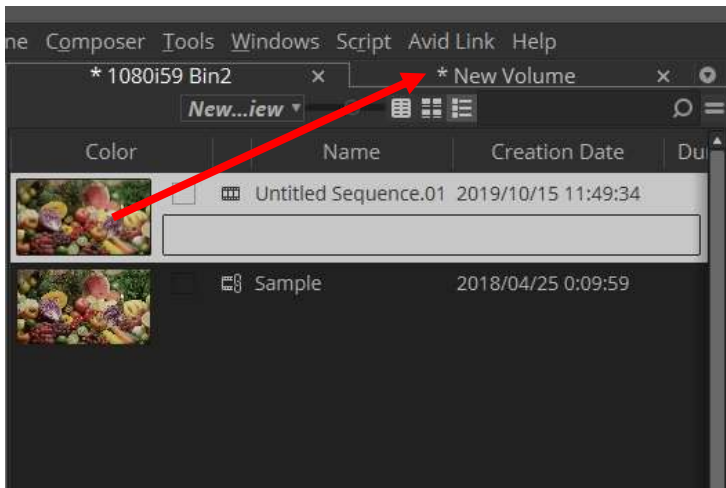 ne Composer Tools Windows Script Avid Link Help
* 1080i59 Bin2 × * New Volume ×
New...iew
Color Name Creation Date Du
Untitled Sequence.01 2019/10/15 11:49:34
Sample 2018/04/25 0:09:59